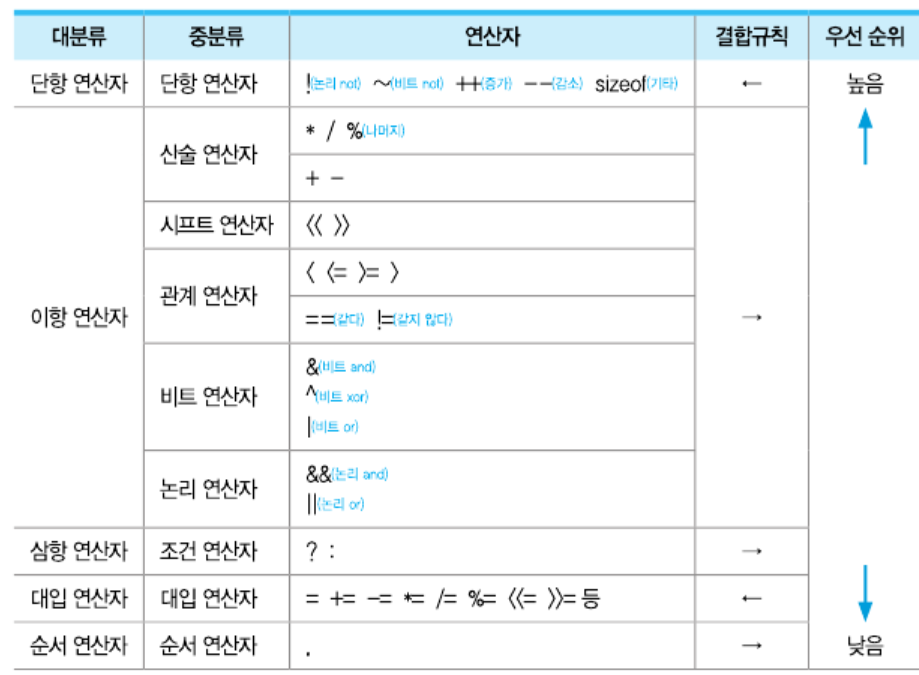 대분류 중분류 연산자 결합규칙 우선 순위
단항 연산자 단항 연산자 !(논리 not) ~(비트 not) ++(증가) --(감소) sizeof(기타) ← 높음
이항 연산자 산술 연산자 * / %(나머지) →
+ -
시프트 연산자 << >>
관계 연산자 < <= >= >
==(같다) !=(같지 않다)
비트 연산자 &(비트 and)
^(비트 xor)
|(비트 or)
논리 연산자 &&(논리 and)
||(논리 or)
삼항 연산자 조건 연산자 ? : →
대입 연산자 대입 연산자 = += -= *= /= %= <<= >>= 등 ←
순서 연산자 순서 연산자 , → 낮음